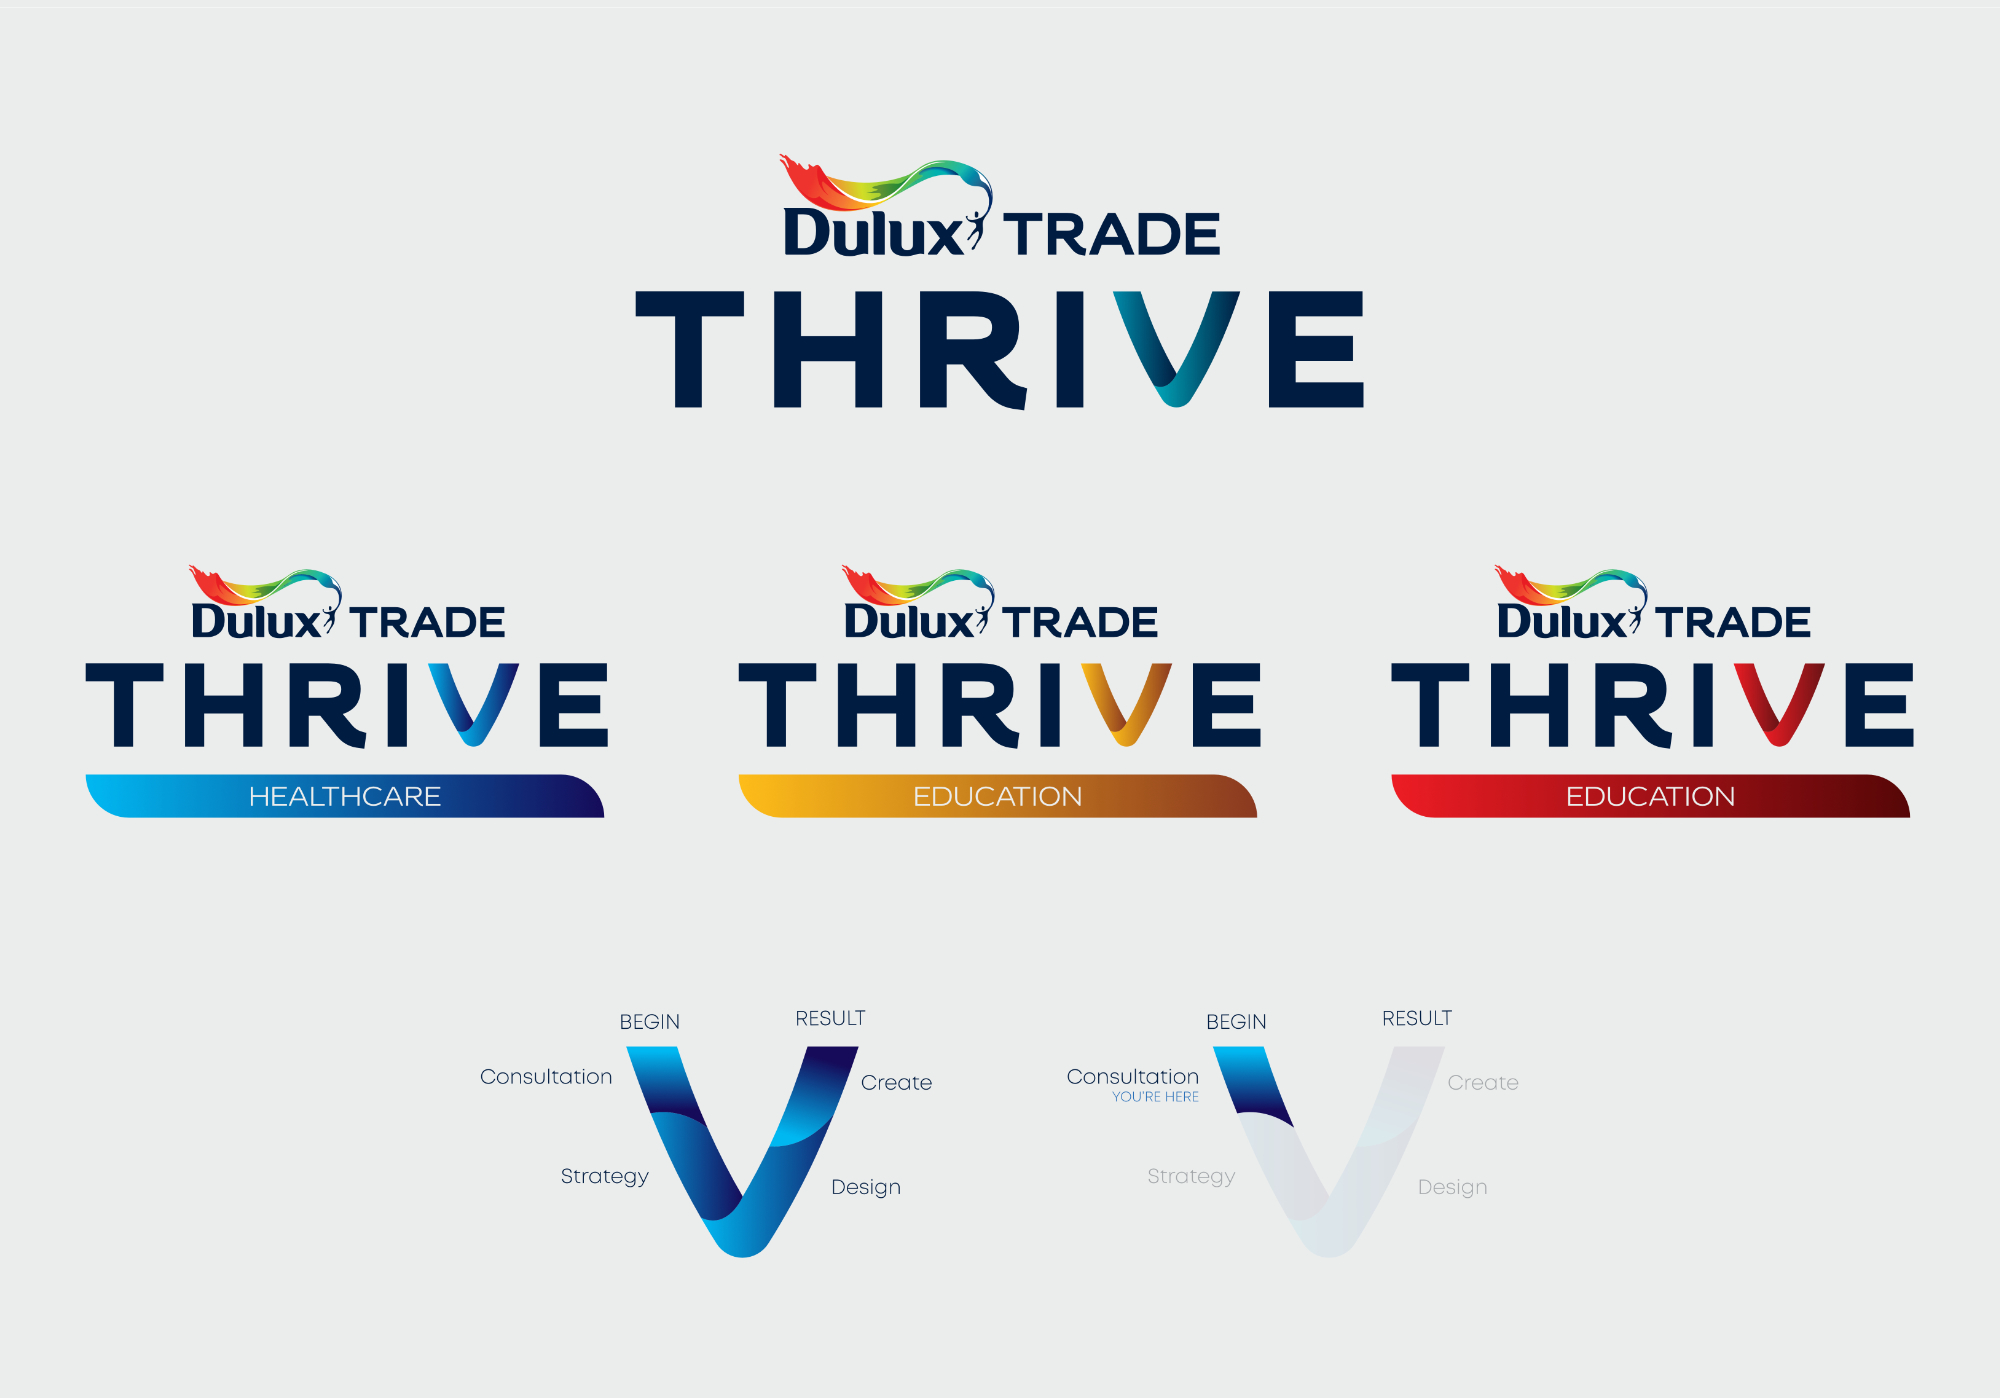 Dulux TRADE
THRIVE
Dulux TRADE
THRIVE
HEALTHCARE
Dulux TRADE
THRIVE
EDUCATION
Dulux TRADE
THRIVE
EDUCATION
BEGIN
RESULT
Consultation
Create
Strategy
Design
BEGIN
RESULT
Consultation
YOU'RE HERE
Create
Strategy
Design